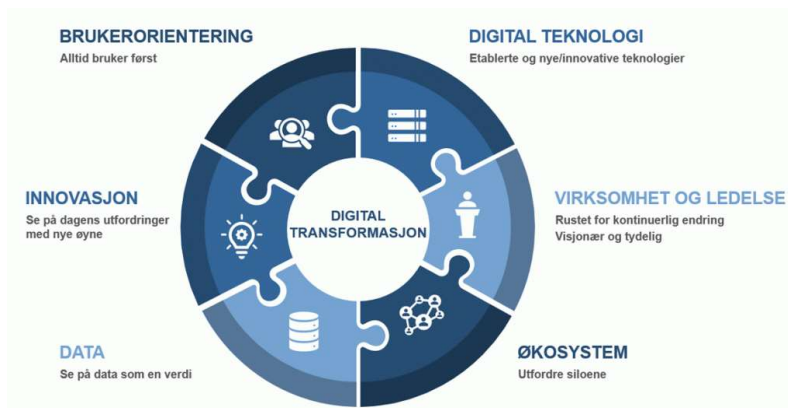 BRUKERORIENTERING
Alltid bruker først
DIGITAL TEKNOLOGI
Etablerte og nye/innovative teknologier
INNOVASJON
Se på dagens utfordringer
med nye øyne
DIGITAL
TRANSFORMASJON
VIRKSOMHET OG LEDELSE
Rustet for kontinuerlig endring
Visjonær og tydelig
DATA
Se på data som en verdi
ØKOSYSTEM
Utfordre siloene